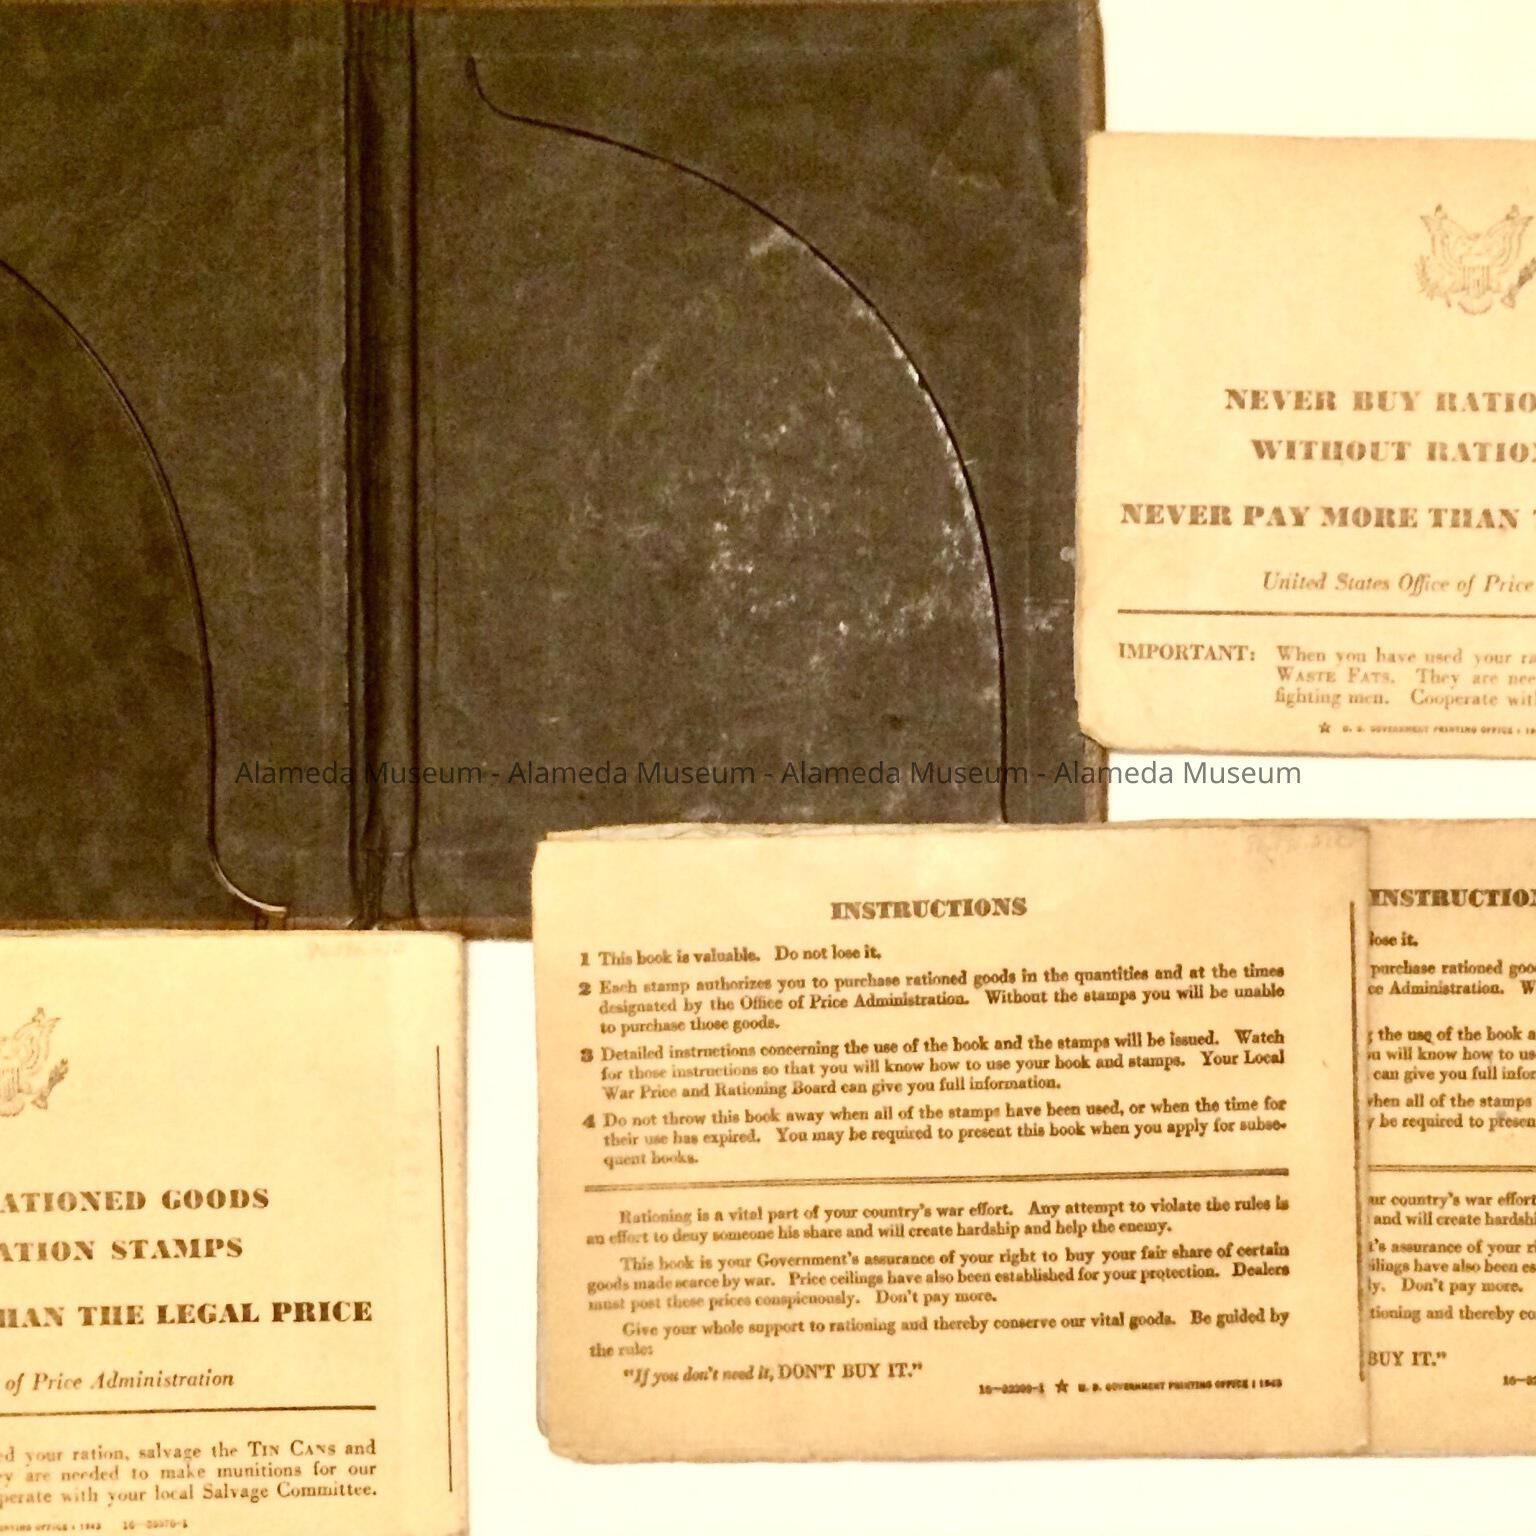 NEVER BUY RATIO
WITHOUT RATION
NEVER PAY MORE THAN
United States Office of Price
IMPORTANT: When you have used your ra
WASTE FATS. They are nee
fighting men. Cooperate with
☆ U. S. GOVERNMENT PRINTING OFFICE : 19
Alameda Museum - Alameda Museum - Alameda Museum - Alameda Museum
INSTRUCTIONS
1 This book is valuable. Do not lose it.
2 Each stamp authorizes you to purchase rationed goods in the quantities and at the times
designated by the Office of Price Administration. Without the stamps you will be unable
to purchase those goods.
3 Detailed instructions concerning the use of the book and the stamps will be issued. Watch
for those instructions so that you will know how to use your book and stamps. Your Local
War Price and Rationing Board can give you full information.
4 Do not throw this book away when all of the stamps have been used, or when the time for
their use has expired. You may be required to present this book when you apply for subse-
quent books.
Rationing is a vital part of your country's war effort. Any attempt to violate the rules is
an effort to deny someone his share and will create hardship and help the enemy.
This book is your Government's assurance of your right to buy your fair share of certain
goods made scarce by war. Price ceilings have also been established for your protection. Dealers
must post these prices conspicuously. Don't pay more.
Give your whole support to rationing and thereby conserve our vital goods. Be guided by
the rule:
"If you don't need it, DON'T BUY IT."
☆ U. S. GOVERNMENT PRINTING OFFICE : 1943
INSTRUCTION
lose it.
purchase rationed goo
ce Administration. W
the use of the book a
u will know how to us
can give you full infor
when all of the stamps
y be required to presen
ur country's war effort
and will create hardshi
t's assurance of your ri
ilings have also been es
ly. Don't pay more.
tioning and thereby co
BUY IT."
ATIONED GOODS
ATION STAMPS
HAN THE LEGAL PRICE
of Price Administration
ed your ration, salvage the TIN CANS and
ey are needed to make munitions for our
perate with your local Salvage Committee.